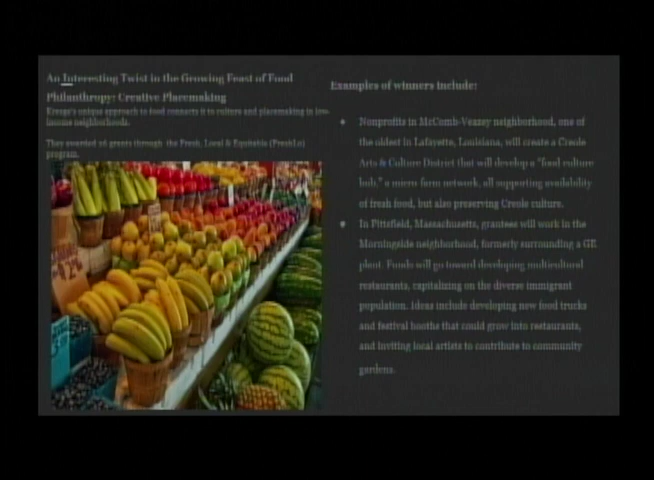 An Interesting Twist in the Growing Feast of Food
Philanthropy: Creative Placemaking
Kresge's unique approach to food connects it to culture and placemaking in low-
income neighborhoods.
They awarded 26 grants through the Fresh, Local & Equitable (FreshLo)
program.
Examples of winners include:
Nonprofits in McComb-Veazey neighborhood, one of
the oldest in Lafayette, Louisiana, will create a Creole
Arts & Culture District that will develop a "food culture
hub," a micro farm network, all supporting availability
of fresh food, but also preserving Creole culture.
In Pittsfield, Massachusetts, grantees will work in the
Morningside neighborhood, formerly surrounding a GE
plant. Funds will go toward developing multicultural
restaurants, capitalizing on the diverse immigrant
population. Ideas include developing new food trucks
and festival booths that could grow into restaurants,
and inviting local artists to contribute to community
gardens.